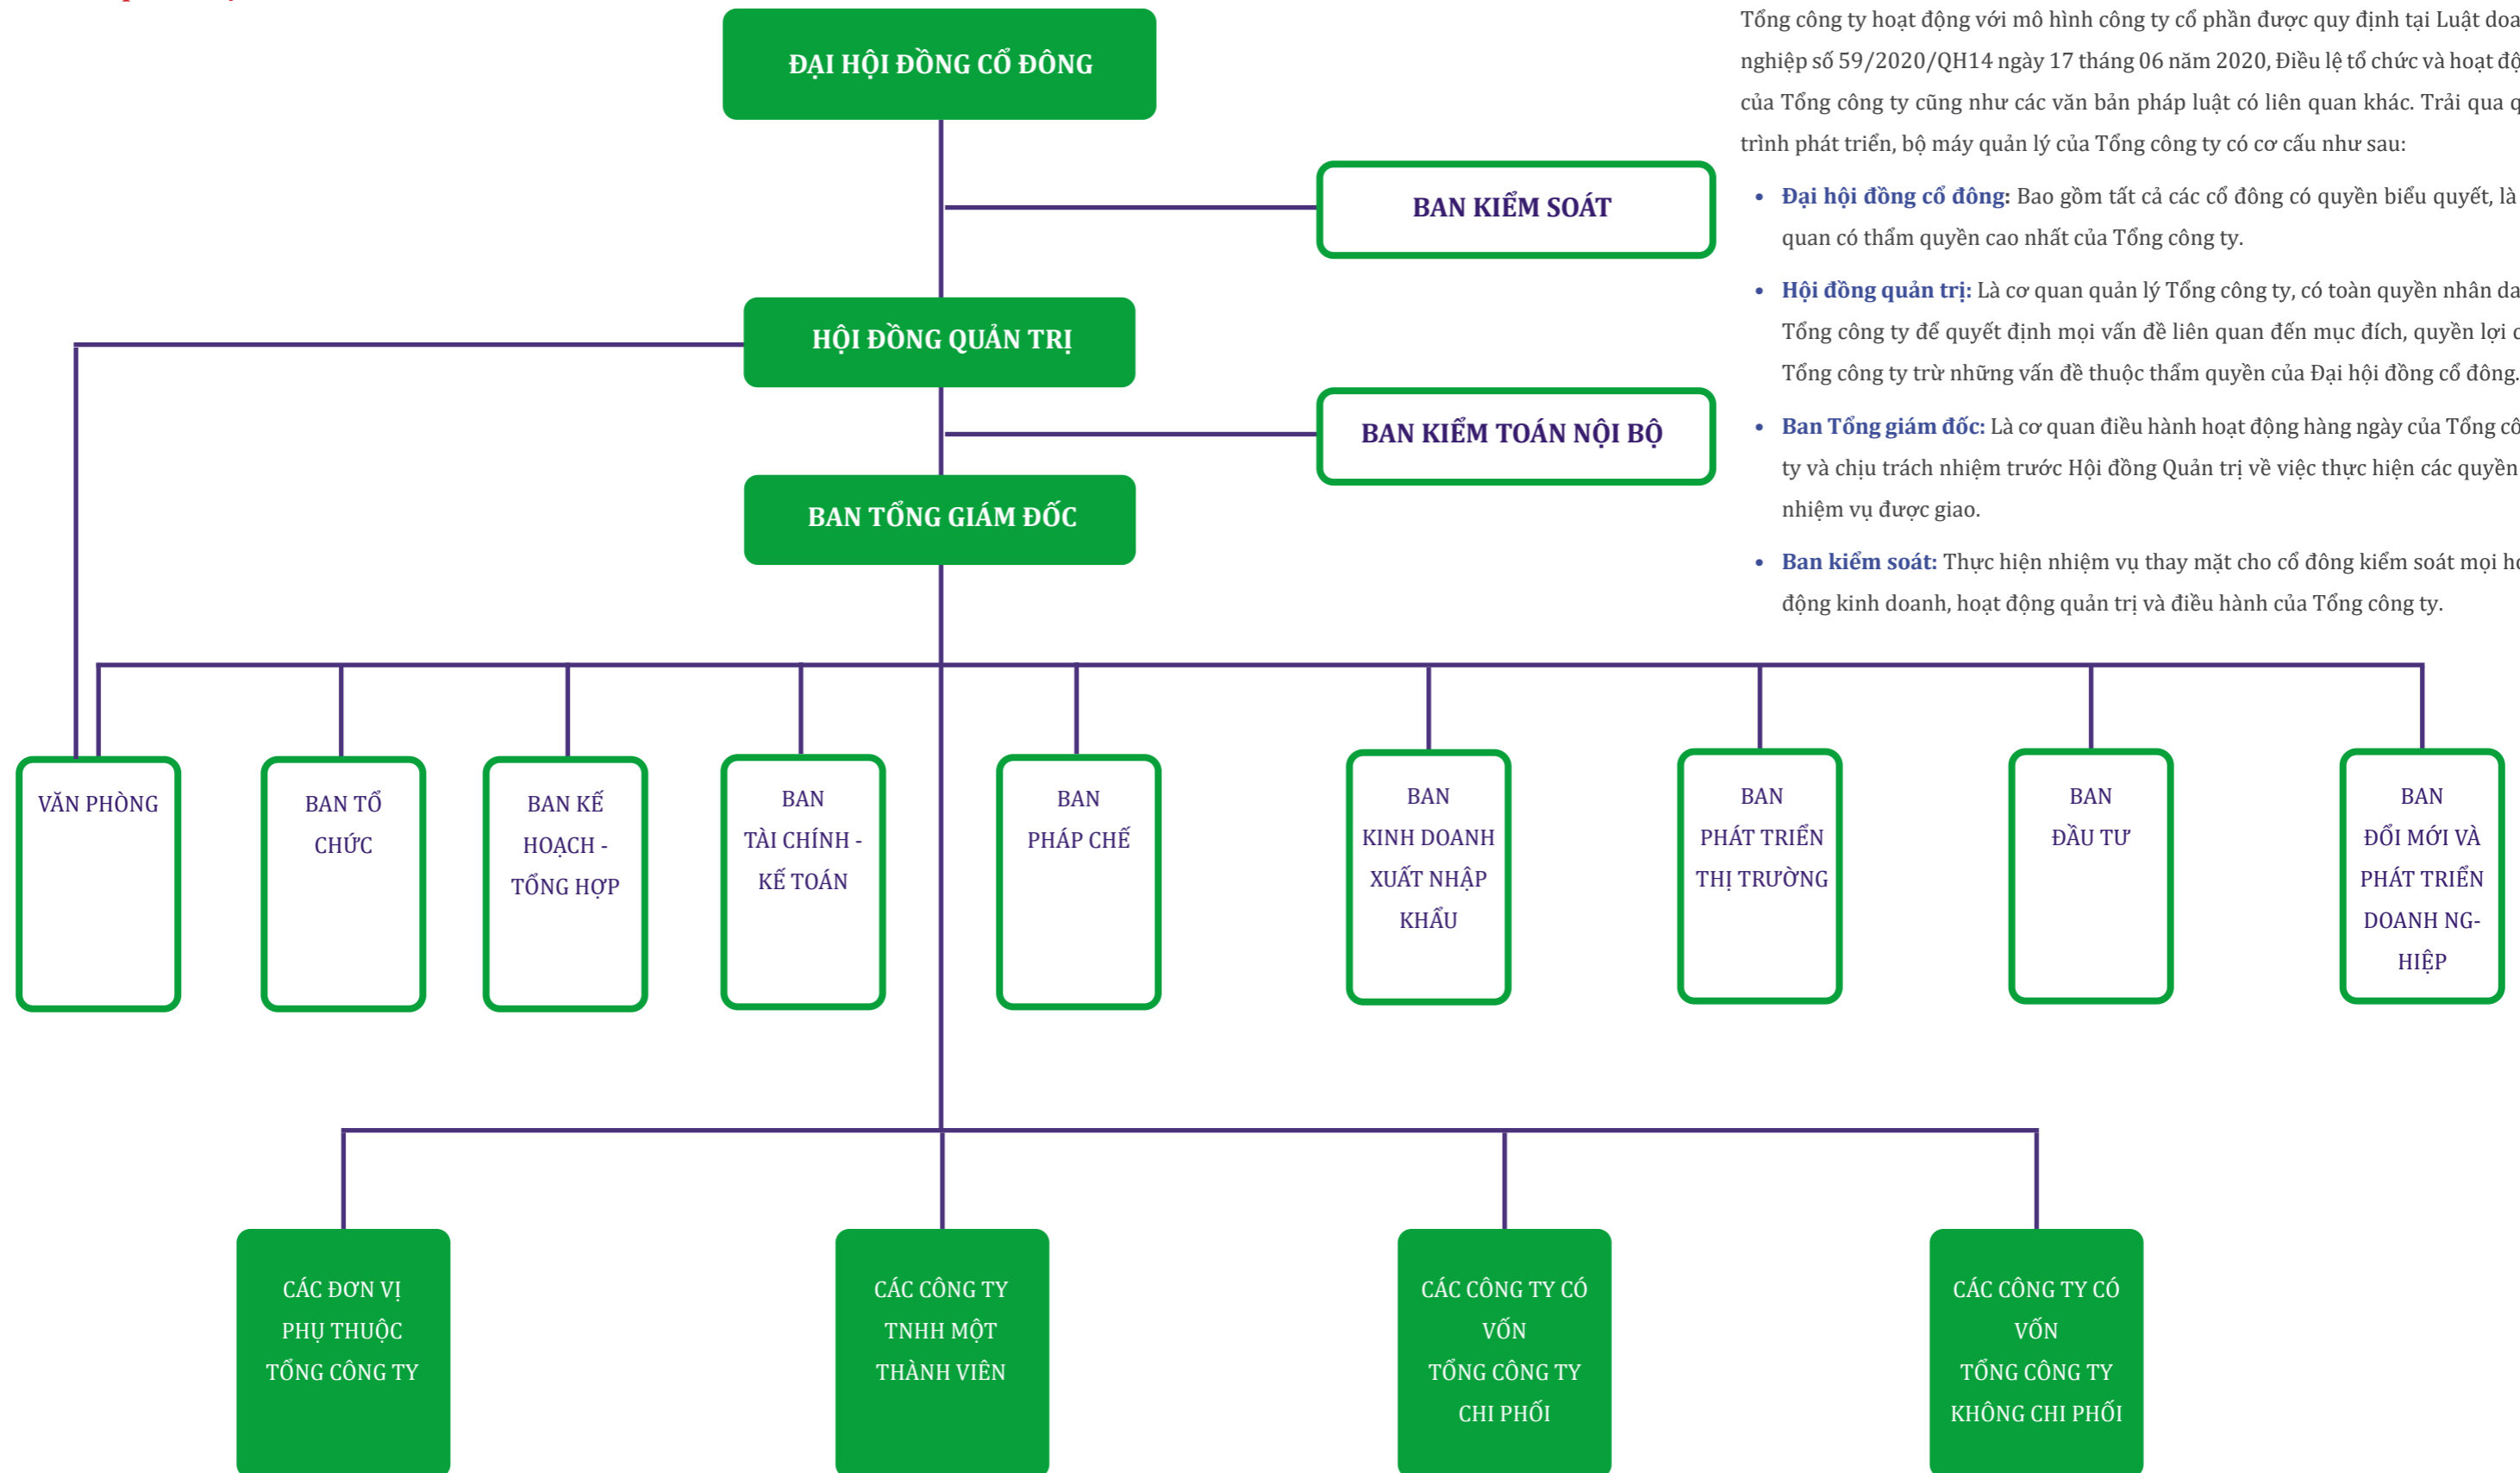 ĐẠI HỘI ĐỒNG CỔ ĐÔNG
BAN KIỂM SOÁT
HỘI ĐỒNG QUẢN TRỊ
BAN KIỂM TOÁN NỘI BỘ
BAN TỔNG GIÁM ĐỐC
Tổng công ty hoạt động với mô hình công ty cổ phần được quy định tại Luật
nghiệp số 59/2020/QH14 ngày 17 tháng 06 năm 2020, Điều lệ tổ chức và hoạt
của Tổng công ty cũng như các văn bản pháp luật có liên quan khác. Trải qua
trình phát triển, bộ máy quản lý của Tổng công ty có cơ cấu như sau:
• Đại hội đồng cổ đông: Bao gồm tất cả các cổ đông có quyền biểu quyết, là
quan có thẩm quyền cao nhất của Tổng công ty.
• Hội đồng quản trị: Là cơ quan quản lý Tổng công ty, có toàn quyền nhân
Tổng công ty để quyết định mọi vấn đề liên quan đến mục đích, quyền lợi
Tổng công ty trừ những vấn đề thuộc thẩm quyền của Đại hội đồng cổ đông.
• Ban Tổng giám đốc: Là cơ quan điều hành hoạt động hàng ngày của Tổng
ty và chịu trách nhiệm trước Hội đồng Quản trị về việc thực hiện các quyền
nhiệm vụ được giao.
• Ban kiểm soát: Thực hiện nhiệm vụ thay mặt cho cổ đông kiểm soát mọi
động kinh doanh, hoạt động quản trị và điều hành của Tổng công ty.
VĂN PHÒNG
BAN TỔ
CHỨC
BAN KẾ
HOẠCH -
TỔNG HỢP
BAN
TÀI CHÍNH -
KẾ TOÁN
BAN
PHÁP CHẾ
BAN
KINH DOANH
XUẤT NHẬP
KHẨU
BAN
PHÁT TRIỂN
THỊ TRƯỜNG
BAN
ĐẦU TƯ
BAN
ĐỔI MỚI VÀ
PHÁT TRIỂN
DOANH NG-
HIỆP
CÁC ĐƠN VỊ
PHỤ THUỘC
TỔNG CÔNG TY
CÁC CÔNG TY
TNHH MỘT
THÀNH VIÊN
CÁC CÔNG TY CÓ
VỐN
TỔNG CÔNG TY
CHI PHỐI
CÁC CÔNG TY CÓ
VỐN
TỔNG CÔNG TY
KHÔNG CHI PHỐI